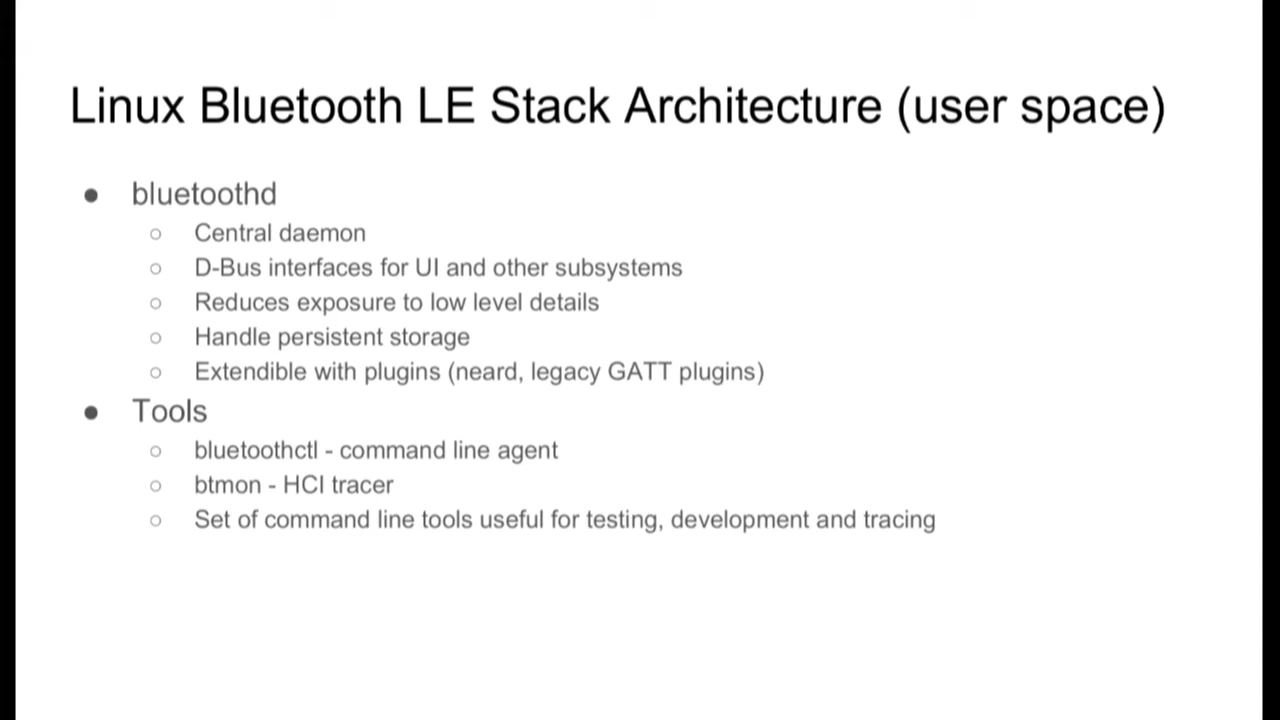 Linux Bluetooth LE Stack Architecture (user space)
● bluetoothd
○ Central daemon
○ D-Bus interfaces for UI and other subsystems
○ Reduces exposure to low level details
○ Handle persistent storage
○ Extendible with plugins (neard, legacy GATT plugins)
● Tools
○ bluetoothctl - command line agent
○ btmon - HCI tracer
○ Set of command line tools useful for testing, development and tracing